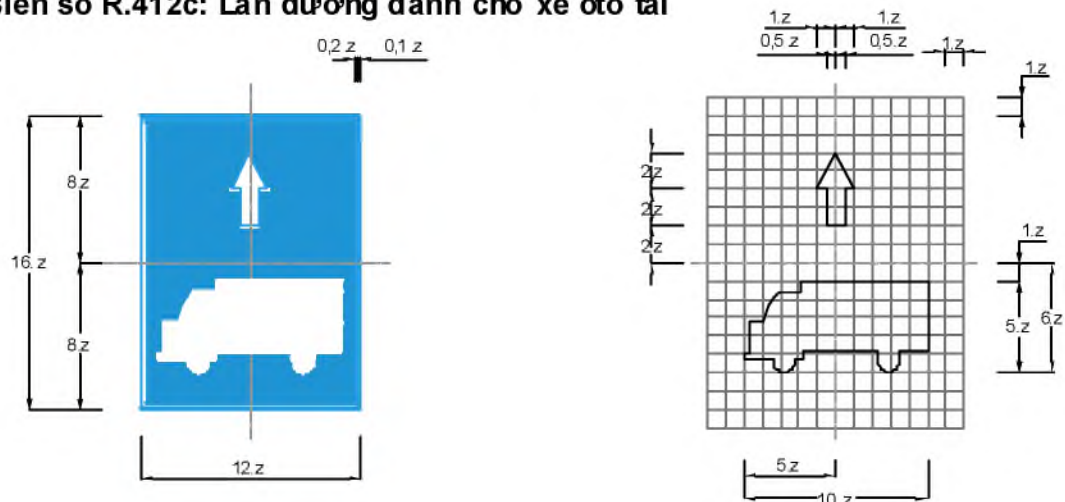 Biển số R.412c: Làn đường dành cho xe ôtô tải
0,2.z 0,1.z
1.z 1.z
0,5.z 0,5.z 1.z
1.z
8.z
16.z
8.z
12.z
2.z
2.z
2.z
1.z
5.z 6.z
5.z
10.z